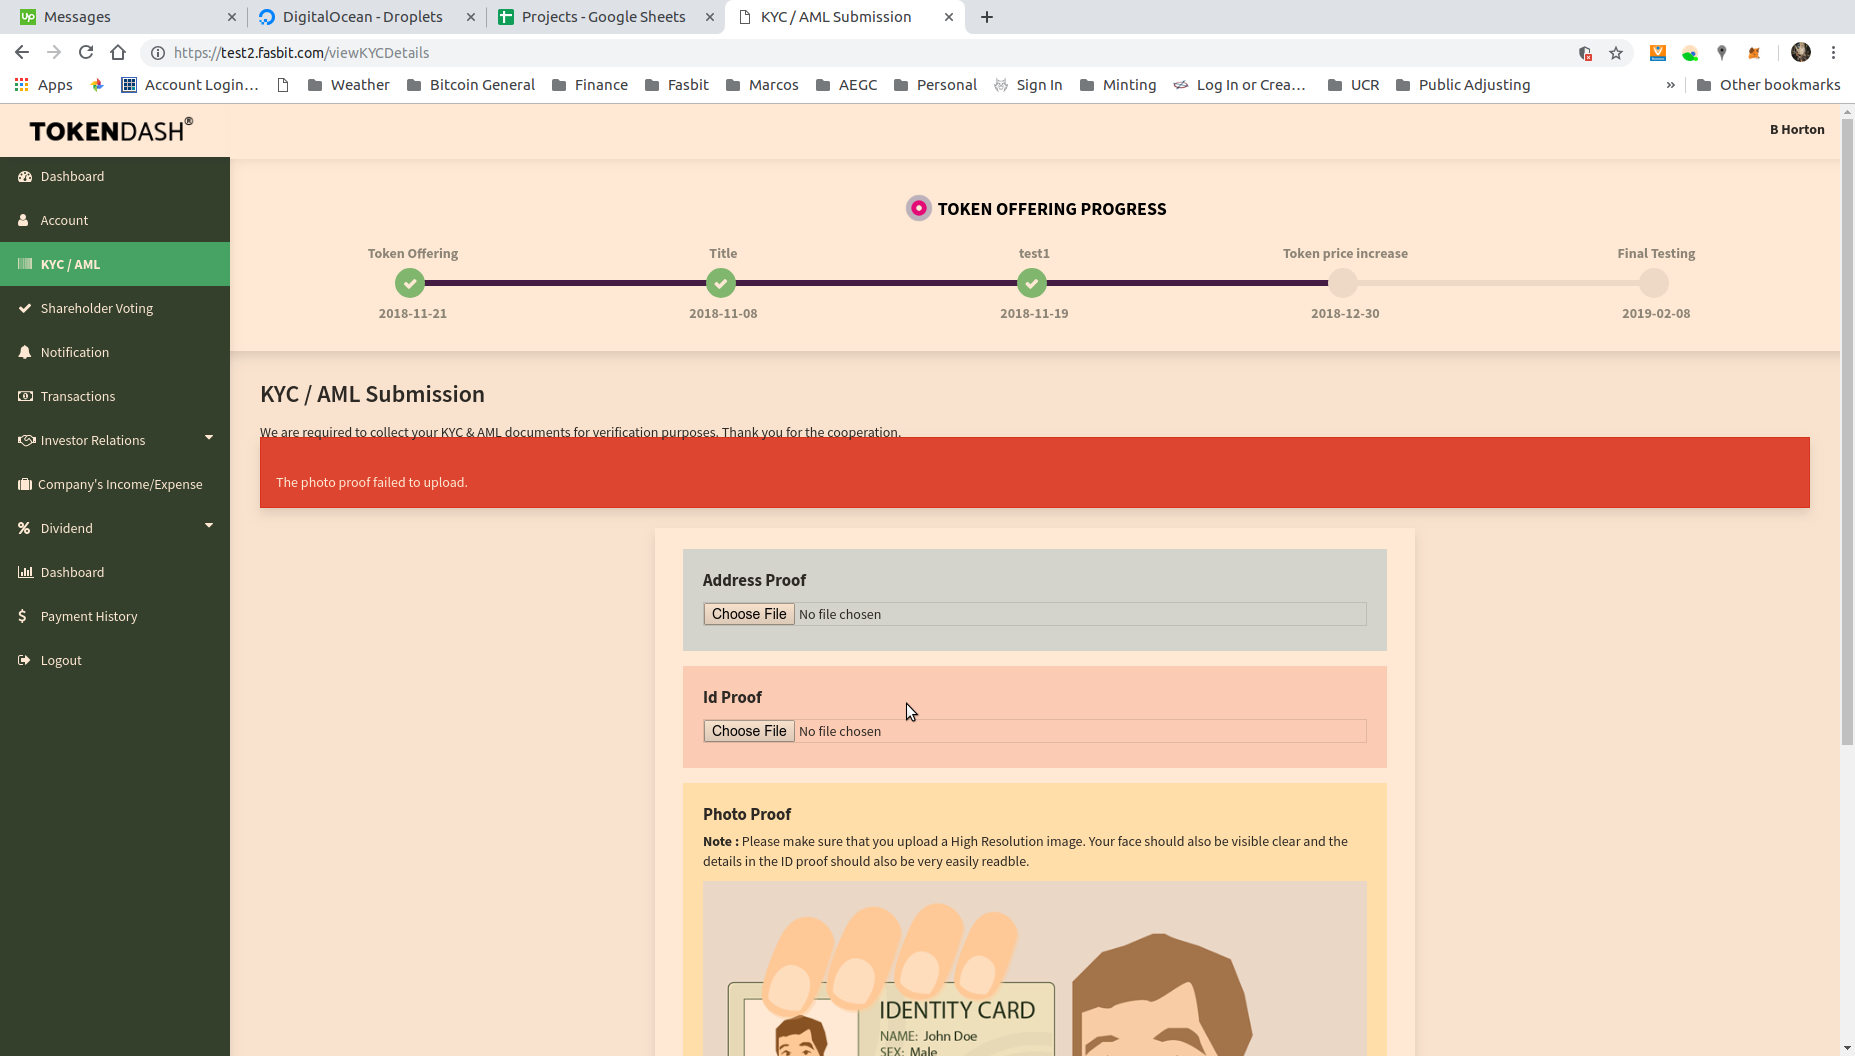 Messages
DigitalOcean - Droplets
Projects - Google Sheets
KYC / AML Submission
https://test2.fasbit.com/viewKYCDetails
Apps
Account Login…
Weather
Bitcoin General
Finance
Fasbit
Marcos
AEGC
Personal
Sign In
Minting
Log In or Crea…
UCR
Public Adjusting
»
Other bookmarks
TOKENDASH®
B Horton
Dashboard
Account
KYC / AML
Shareholder Voting
Notification
Transactions
Investor Relations
Company's Income/Expense
Dividend
Dashboard
Payment History
Logout
TOKEN OFFERING PROGRESS
Token Offering
Title
test1
Token price increase
Final Testing
2018-11-21
2018-11-08
2018-11-19
2018-12-30
2019-02-08
KYC / AML Submission
We are required to collect your KYC & AML documents for verification purposes. Thank you for the cooperation.
The photo proof failed to upload.
Address Proof
Choose File No file chosen
Id Proof
Choose File No file chosen
Photo Proof
Note : Please make sure that you upload a High Resolution image. Your face should also be visible clear and the
details in the ID proof should also be very easily readble.
IDENTITY CARD
NAME: John Doe
SEX: Male